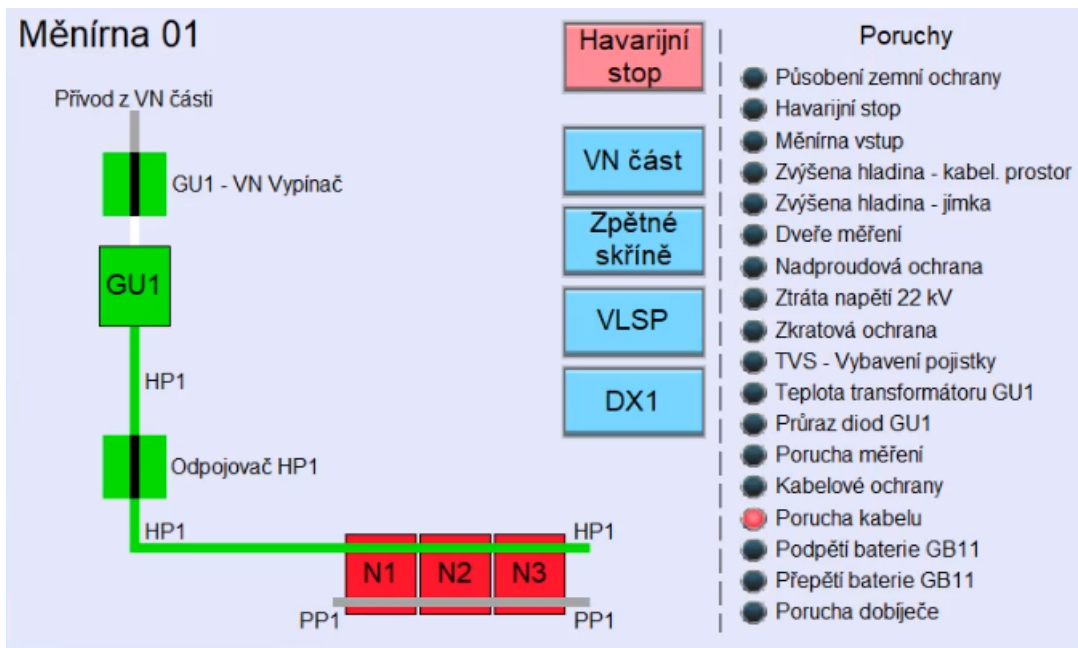 Měnírna 01
Přívod z VN části
GU1 - VN Vypínač
GU1
HP1
Odpojovač HP1
HP1
HP1
N1
N2
N3
PP1
PP1
Havarijní
stop
VN část
Zpětné
skříně
VLSP
DX1
Poruchy
Působení zemní ochrany
Havarijní stop
Měnírna vstup
Zvýšena hladina - kabel. prostor
Zvýšena hladina - jímka
Dveře měření
Nadproudová ochrana
Ztráta napětí 22 kV
Zkratová ochrana
TVS - Vybavení pojistky
Teplota transformátoru GU1
Průraz diod GU1
Porucha měření
Kabelové ochrany
Porucha kabelu
Podpětí baterie GB11
Přepětí baterie GB11
Porucha dobíječe